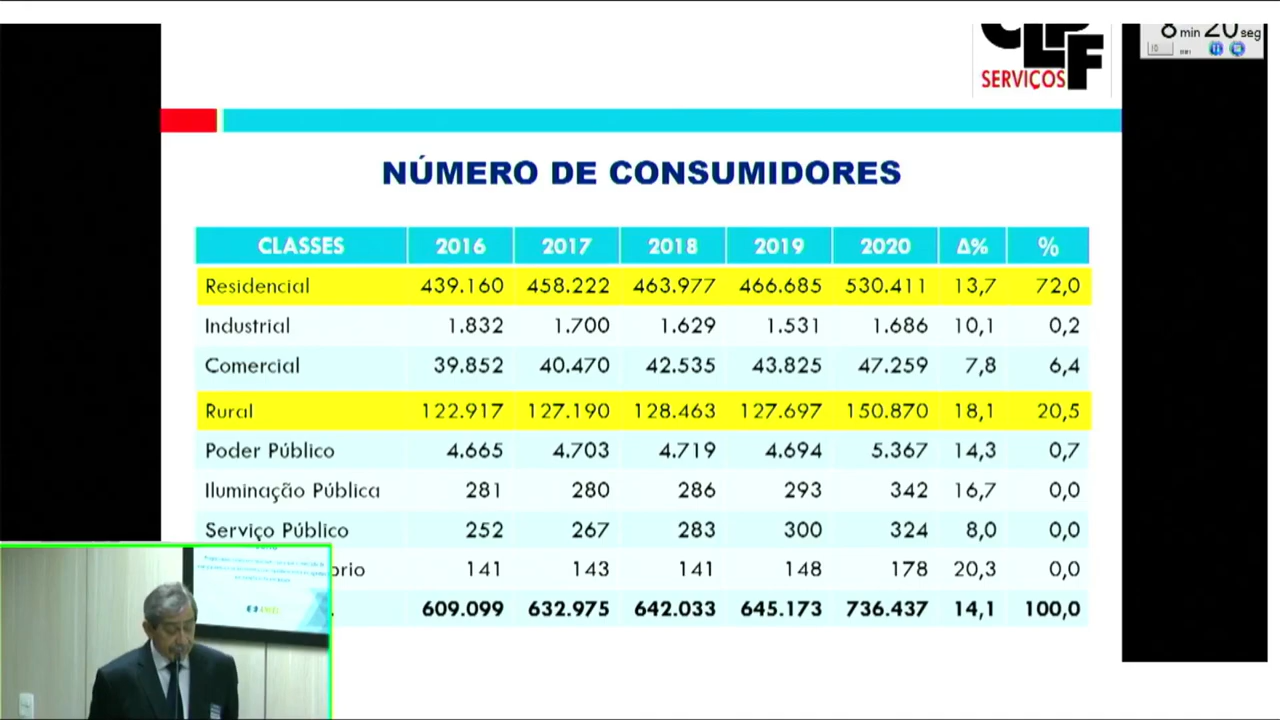 SERVIÇOS
8 min 20 seg
NÚMERO DE CONSUMIDORES
CLASSES 2016 2017 2018 2019 2020 Δ% %
Residencial 439.160 458.222 463.977 466.685 530.411 13,7 72,0
Industrial 1.832 1.700 1.629 1.531 1.686 10,1 0,2
Comercial 39.852 40.470 42.535 43.825 47.259 7,8 6,4
Rural 122.917 127.190 128.463 127.697 150.870 18,1 20,5
Poder Público 4.665 4.703 4.719 4.694 5.367 14,3 0,7
Iluminação Pública 281 280 286 293 342 16,7 0,0
Serviço Público 252 267 283 300 324 8,0 0,0
brio 141 143 141 148 178 20,3 0,0
609.099 632.975 642.033 645.173 736.437 14,1 100,0